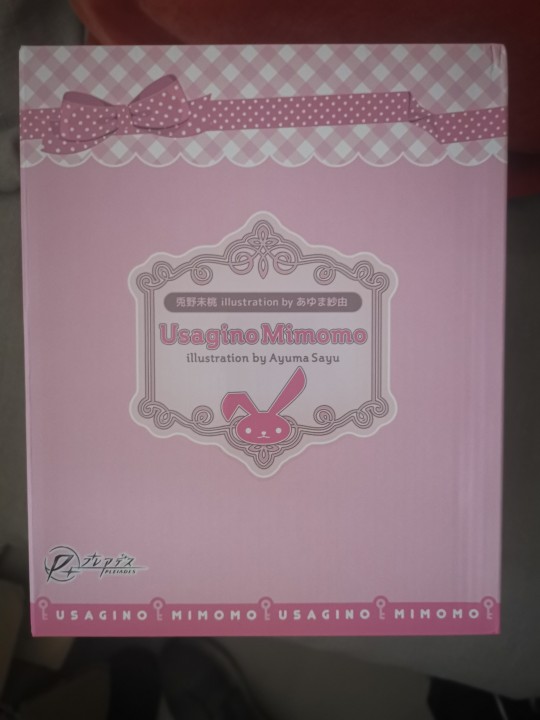 兎野未桃 illustration by あゆま紗由
Usagino Mimomo
illustration by Ayuma Sayu
P+ プレアデス
PLEIADES
USAGINO MIMOMO USAGINO MIMOMO